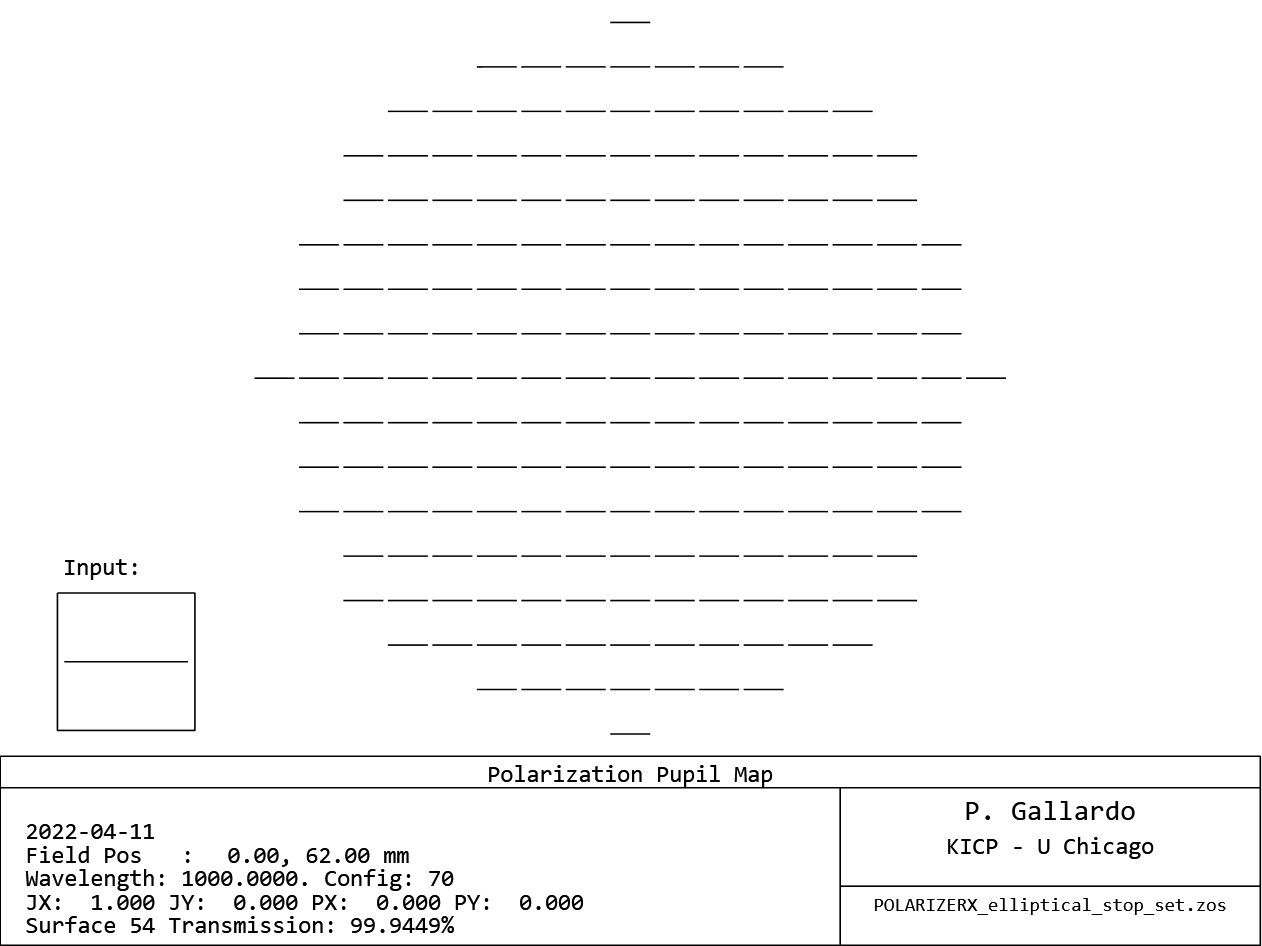 Input:
Polarization Pupil Map
2022-04-11
Field Pos   :   0.00, 62.00 mm
Wavelength: 1000.0000. Config: 70
JX:  1.000 JY:  0.000 PX:  0.000 PY:  0.000
Surface 54 Transmission: 99.9449%
P. Gallardo
KICP - U Chicago
POLARIZERX_elliptical_stop_set.zos